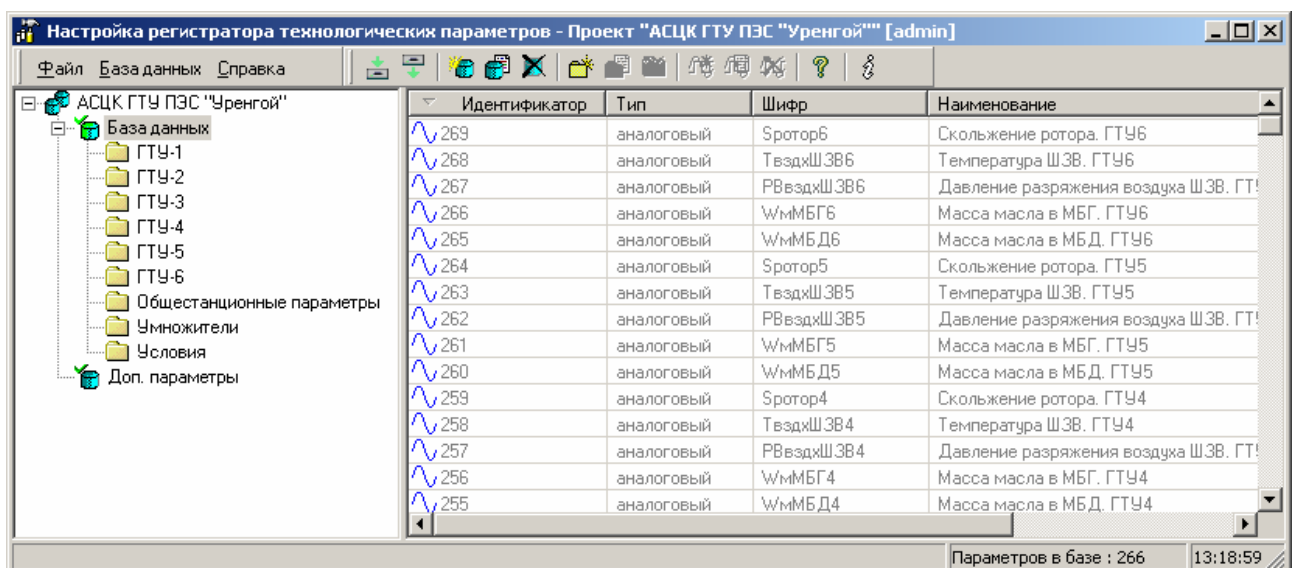 Настройка регистратора технологических параметров - Проект "АСЦК ГТУ ПЭС "Уренгой"" [admin]
Файл База данных Справка
АСЦК ГТУ ПЭС "Уренгой"
База данных
ГТУ-1
ГТУ-2
ГТУ-3
ГТУ-4
ГТУ-5
ГТУ-6
Общестанционные параметры
Умножители
Условия
Доп. параметры
Идентификатор Тип Шифр Наименование
269 аналоговый Sротор6 Скольжение ротора. ГТУ6
268 аналоговый ТвздхШЗВ6 Температура ШЗВ. ГТУ6
267 аналоговый РВвздхШЗВ6 Давление разряжения воздуха ШЗВ. ГТ
266 аналоговый WмМБГ6 Масса масла в МБГ. ГТУ6
265 аналоговый WмМБД6 Масса масла в МБД. ГТУ6
264 аналоговый Sротор5 Скольжение ротора. ГТУ5
263 аналоговый ТвздхШЗВ5 Температура ШЗВ. ГТУ5
262 аналоговый РВвздхШЗВ5 Давление разряжения воздуха ШЗВ. ГТ
261 аналоговый WмМБГ5 Масса масла в МБГ. ГТУ5
260 аналоговый WмМБД5 Масса масла в МБД. ГТУ5
259 аналоговый Sротор4 Скольжение ротора. ГТУ4
258 аналоговый ТвздхШЗВ4 Температура ШЗВ. ГТУ4
257 аналоговый РВвздхШЗВ4 Давление разряжения воздуха ШЗВ. ГТ
256 аналоговый WмМБГ4 Масса масла в МБГ. ГТУ4
255 аналоговый WмМБД4 Масса масла в МБД. ГТУ4
Параметров в базе : 266 13:18:59